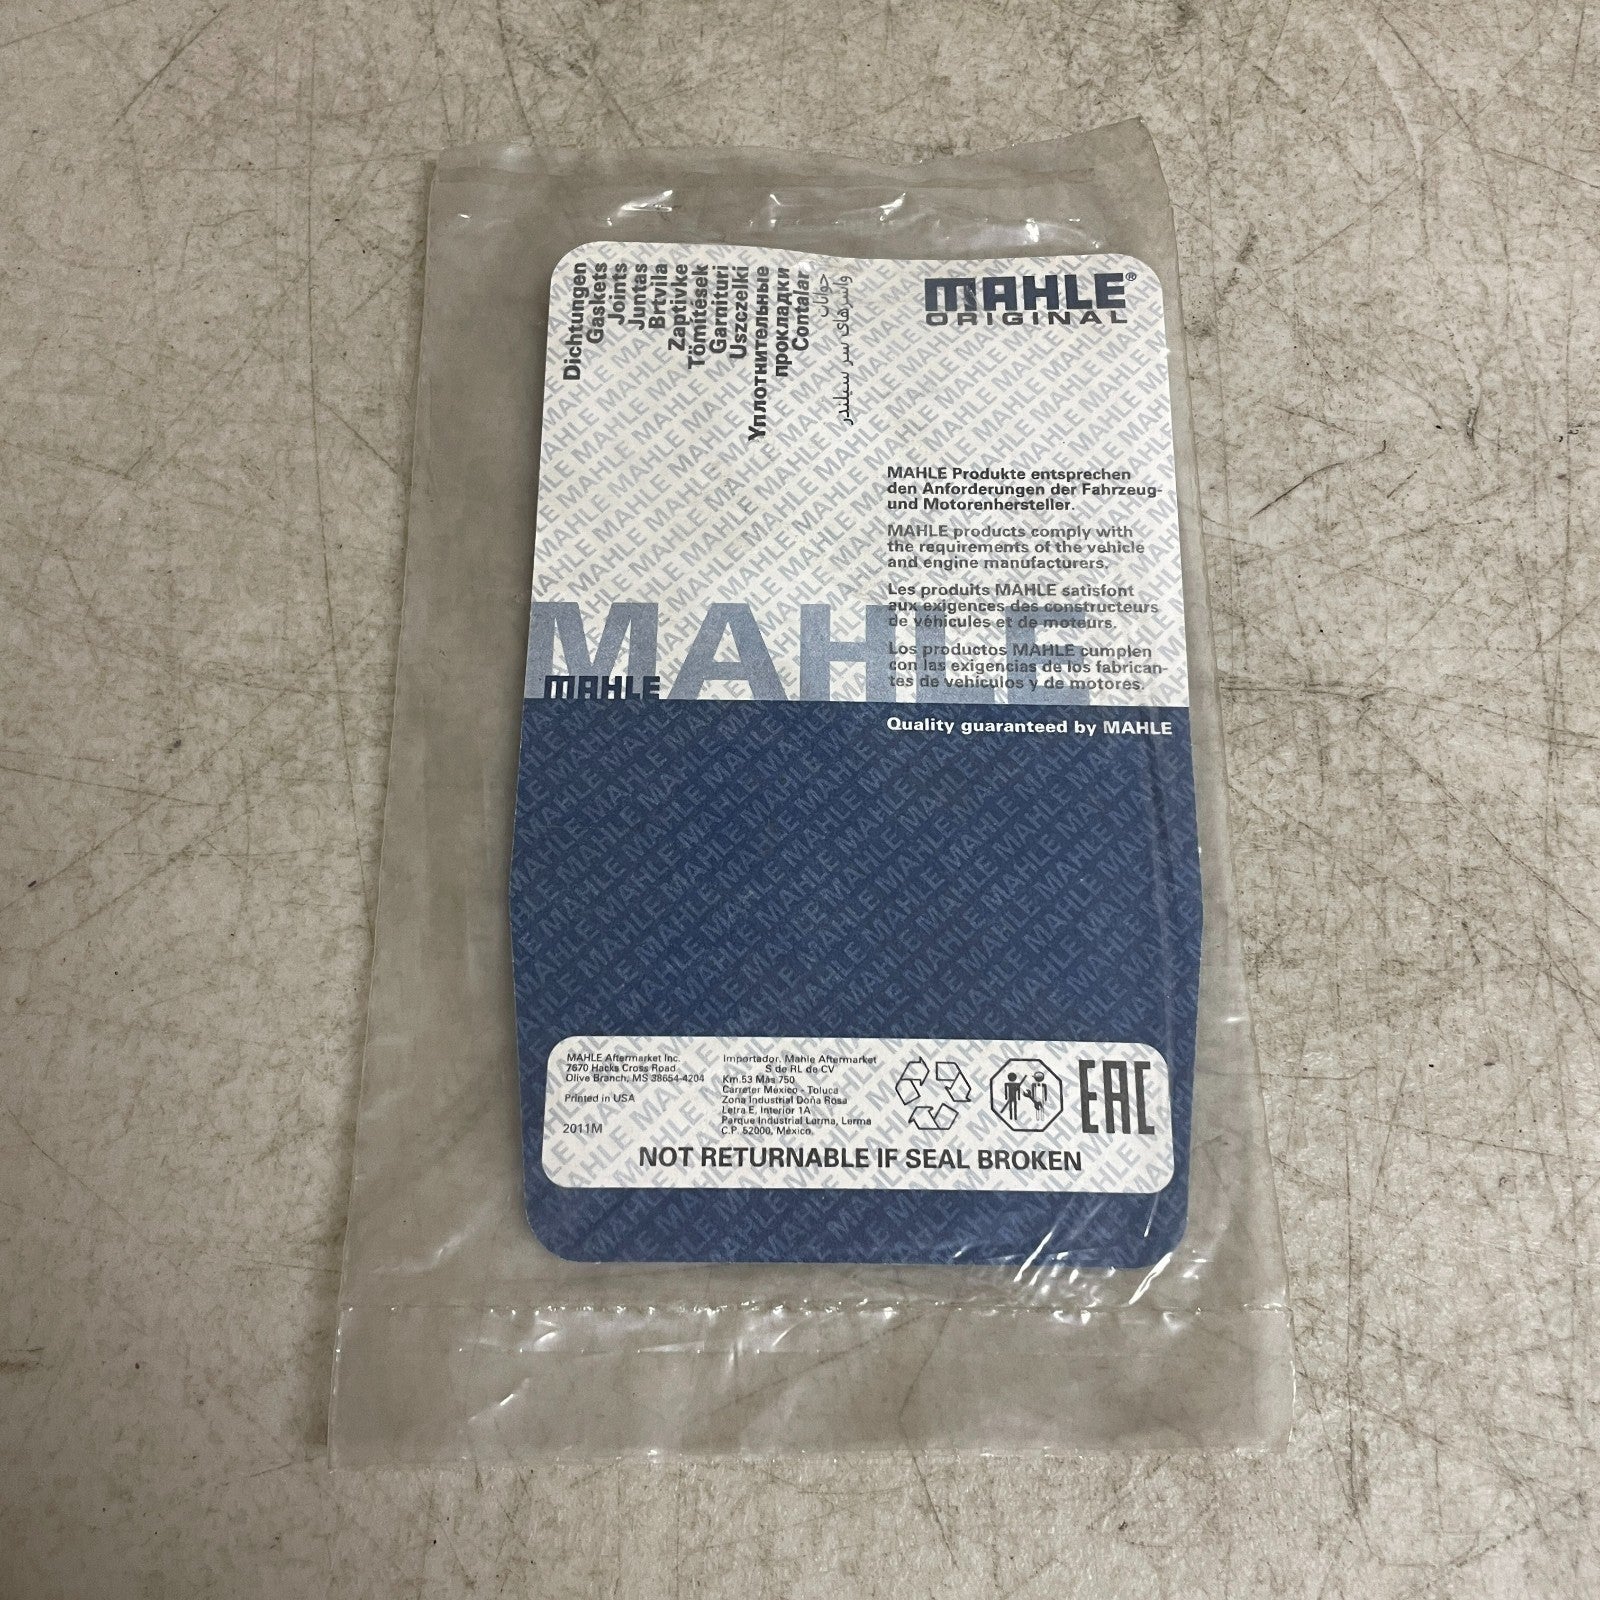 Dichtungen
Gaskets
Joints
Juntas
Brtvila
Zaptivke
Tömítések
Garnituri
Uszczelki
Уплотнительные
прокладки
Contalar
واسرهای سر سیلندر
MAHLE®
ORIGINAL
MAHLE Produkte entsprechen
den Anforderungen der Fahrzeug-
und Motorenhersteller.
MAHLE products comply with
the requirements of the vehicle
and engine manufacturers.
Les produits MAHLE satisfont
aux exigences des constructeurs
de véhicules et de moteurs.
Los productos MAHLE cumplen
con las exigencias de los fabrican-
tes de vehículos y de motores.
MAHLE
MAHLE
Quality guaranteed by MAHLE
MAHLE Aftermarket Inc.
7670 Hacks Cross Road
Olive Branch, MS 38654-4204
Printed in USA
2011M
Importador. Mahle Aftermarket
S de RL de CV
Km.53 Más 750
Carreter México - Toluca
Zona Industrial Doña Rosa
Letra E, Interior 1A
Parque Industrial Lerma, Lerma
C.P. 52000, México.
EAC
NOT RETURNABLE IF SEAL BROKEN